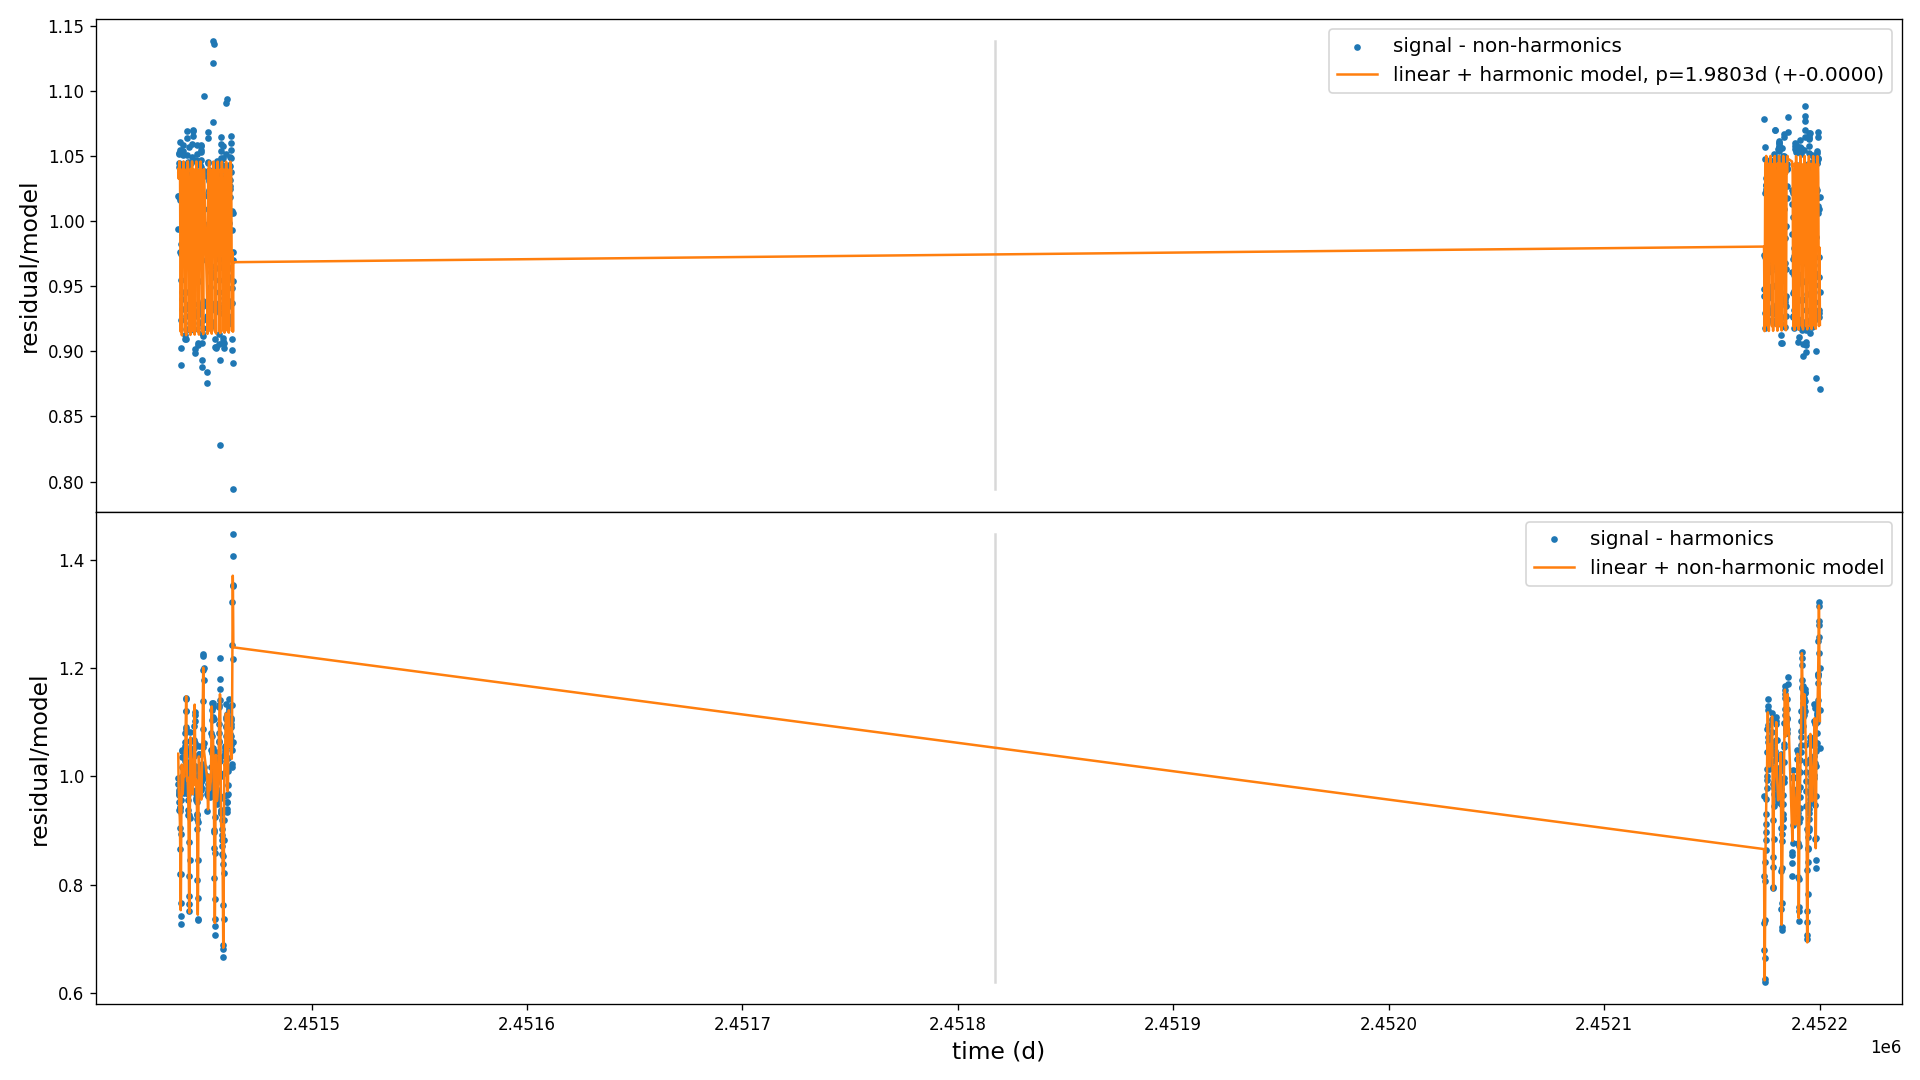 1.15
1.10
1.05
1.00
0.95
0.90
0.85
0.80
residual/model
signal - non-harmonics
linear + harmonic model, p=1.9803d (+-0.0000)
1.4
1.2
1.0
0.8
0.6
residual/model
signal - harmonics
linear + non-harmonic model
2.4515 2.4516 2.4517 2.4518 2.4519 2.4520 2.4521 2.4522
1e6
time (d)